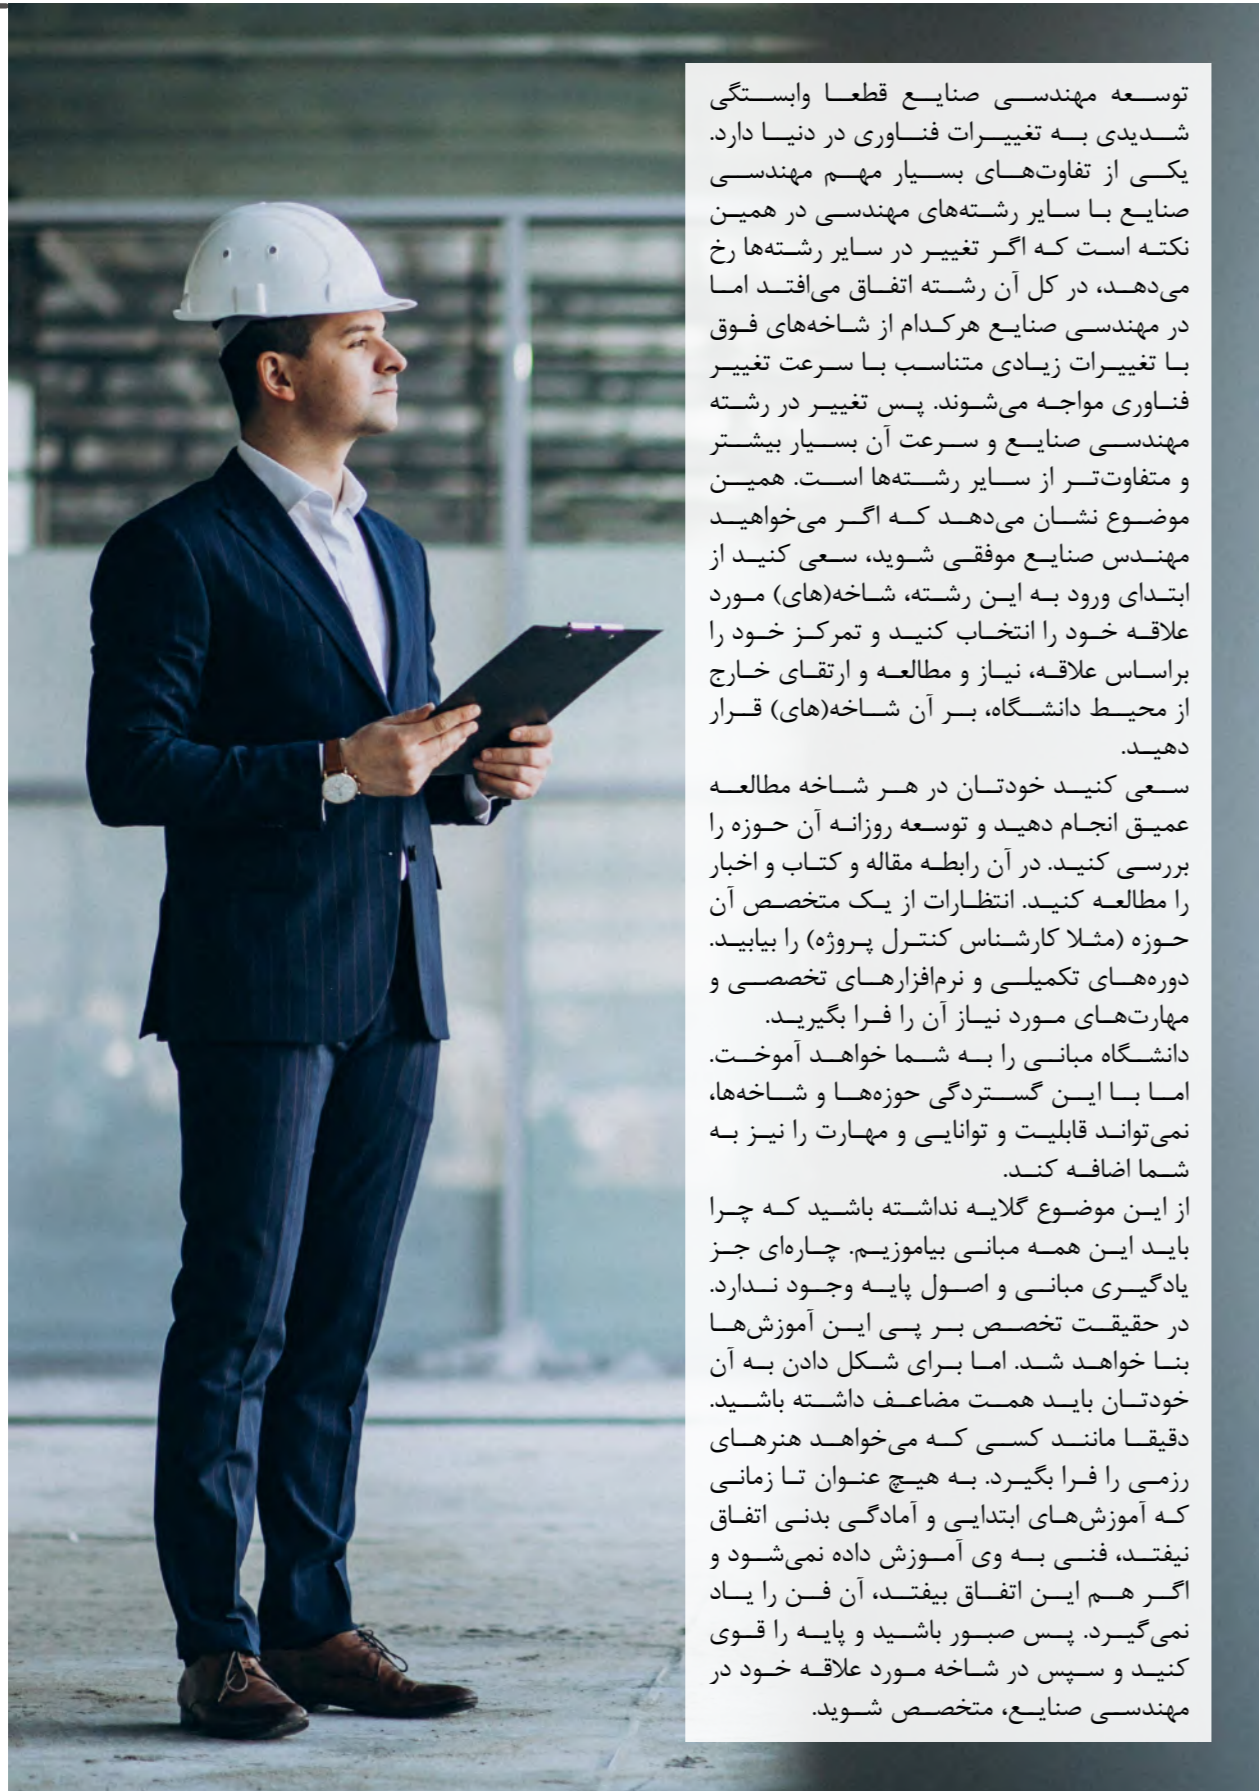 توسعه مهندسی صنایع قطعا وابستگی
شدیدی به تغییرات فناوری در دنیا دارد.
یکی از تفاوت‌های بسیار مهم مهندسی
صنایع با سایر رشته‌های مهندسی در همین
نکته است که اگر تغییر در سایر رشته‌ها رخ
می‌دهد، در کل آن رشته اتفاق می‌افتد اما
در مهندسی صنایع هرکدام از شاخه‌های فوق
با تغییرات زیادی متناسب با سرعت تغییر
فناوری مواجه می‌شوند. پس تغییر در رشته
مهندسی صنایع و سرعت آن بسیار بیشتر
و متفاوت‌تر از سایر رشته‌ها است. همین
موضوع نشان می‌دهد که اگر می‌خواهید
مهندس صنایع موفقی شوید، سعی کنید از
ابتدای ورود به این رشته، شاخه(های) مورد
علاقه خود را انتخاب کنید و تمرکز خود را
براساس علاقه، نیاز و مطالعه و ارتقای خارج
از محیط دانشگاه، بر آن شاخه(های) قرار
دهید.
سعی کنید خودتان در هر شاخه مطالعه
عمیق انجام دهید و توسعه روزانه آن حوزه را
بررسی کنید. در آن رابطه مقاله و کتاب و اخبار
را مطالعه کنید. انتظارات از یک متخصص آن
حوزه (مثلا کارشناس کنترل پروژه) را بیابید.
دوره‌های تکمیلی و نرم‌افزارهای تخصصی و
مهارت‌های مورد نیاز آن را فرا بگیرید.
دانشگاه مبانی را به شما خواهد آموخت.
اما با این گستردگی حوزه‌ها و شاخه‌ها،
نمی‌تواند قابلیت و توانایی و مهارت را نیز به
شما اضافه کند.
از این موضوع گلایه نداشته باشید که چرا
باید این همه مبانی بیاموزیم. چاره‌ای جز
یادگیری مبانی و اصول پایه وجود ندارد.
در حقیقت تخصص بر پی این آموزش‌ها
بنا خواهد شد. اما برای شکل دادن به آن
خودتان باید همت مضاعف داشته باشید.
دقیقا مانند کسی که می‌خواهد هنرهای
رزمی را فرا بگیرد. به هیچ عنوان تا زمانی
که آموزش‌های ابتدایی و آمادگی بدنی اتفاق
نیفتد، فنی به وی آموزش داده نمی‌شود و
اگر هم این اتفاق بیفتد، آن فن را یاد
نمی‌گیرد. پس صبور باشید و پایه را قوی
کنید و سپس در شاخه مورد علاقه خود در
مهندسی صنایع، متخصص شوید.